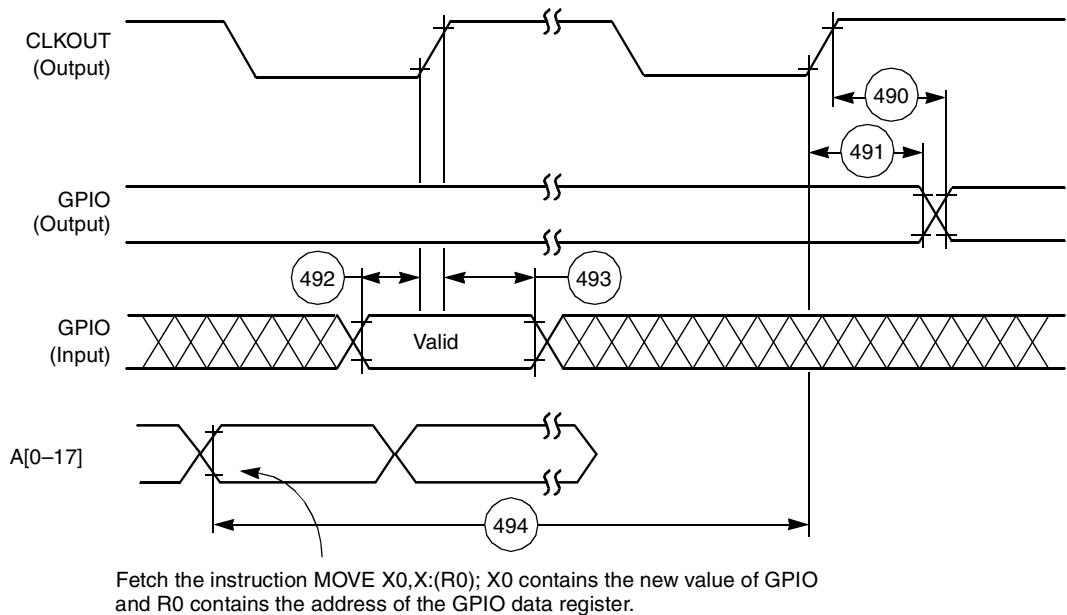 CLKOUT
(Output)
490
491
GPIO
(Output)
492
493
GPIO
(Input)
Valid
A[0–17]
494
Fetch the instruction MOVE X0,X:(R0); X0 contains the new value of GPIO
and R0 contains the address of the GPIO data register.